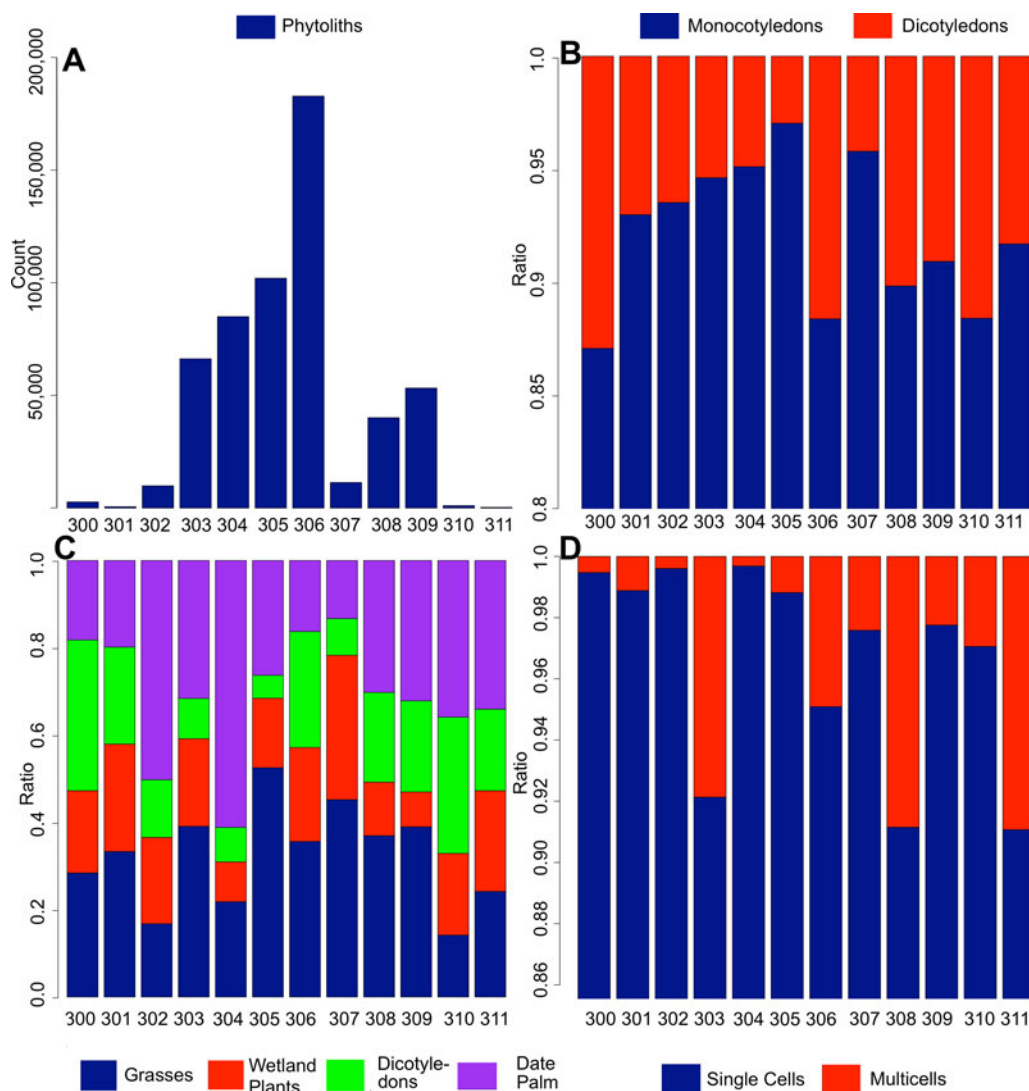 Phytoliths
A
Count
200,000
150,000
100,000
50,000
300 301 302 303 304 305 306 307 308 309 310 311
Monocotyledons Dicotyledons
B
Ratio
1.0
0.95
0.9
0.85
0.8
300 301 302 303 304 305 306 307 308 309 310 311
C
Ratio
1.0
0.8
0.6
0.4
0.2
0.0
300 301 302 303 304 305 306 307 308 309 310 311
Grasses Wetland Plants Dicotyle-dons Date Palm
D
Ratio
1.0
0.98
0.96
0.94
0.92
0.90
0.88
0.86
300 301 302 303 304 305 306 307 308 309 310 311
Single Cells Multicells